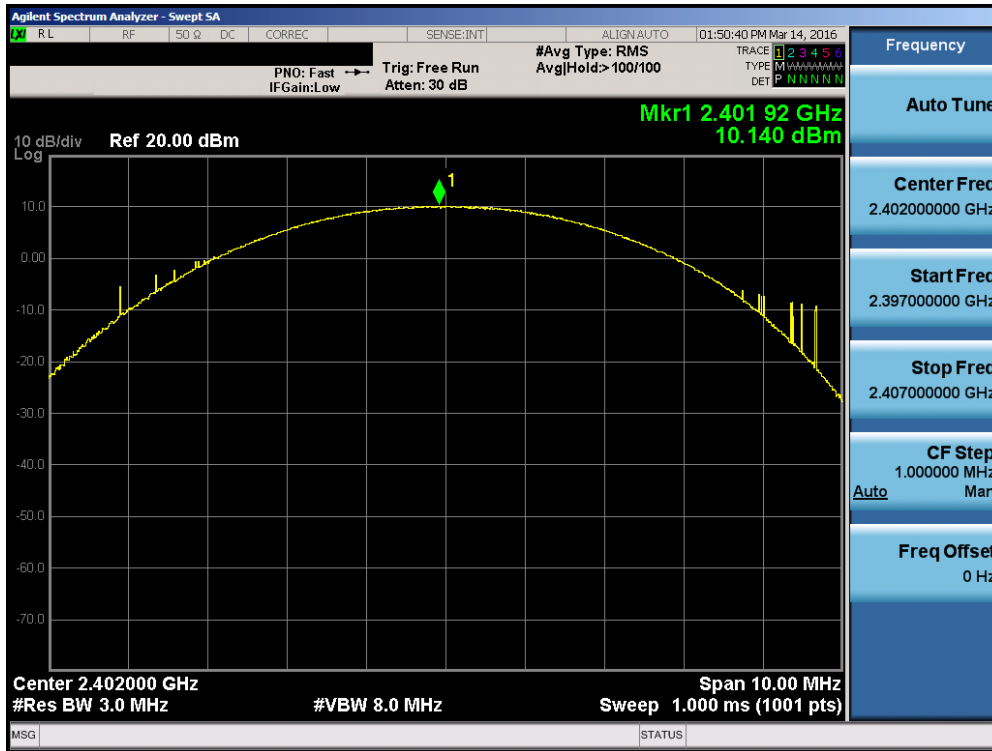 Agilent Spectrum Analyzer - Swept SA
LXI RL RF 50 Ω DC CORREC SENSE:INT ALIGN AUTO 01:50:40 PM Mar 14, 2016
PNO: Fast
IFGain:Low
Trig: Free Run
Atten: 30 dB
#Avg Type: RMS
Avg|Hold:>100/100
TRACE 1 2 3 4 5 6
TYPE M
DET P N N N N N
Mkr1 2.401 92 GHz
10.140 dBm
10 dB/div Ref 20.00 dBm
Log
1
10.0
0.00
-10.0
-20.0
-30.0
-40.0
-50.0
-60.0
-70.0
Center 2.402000 GHz Span 10.00 MHz
#Res BW 3.0 MHz #VBW 8.0 MHz Sweep 1.000 ms (1001 pts)
MSG STATUS
Frequency
Auto Tune
Center Freq
2.402000000 GHz
Start Freq
2.397000000 GHz
Stop Freq
2.407000000 GHz
CF Step
1.000000 MHz
Auto Man
Freq Offset
0 Hz